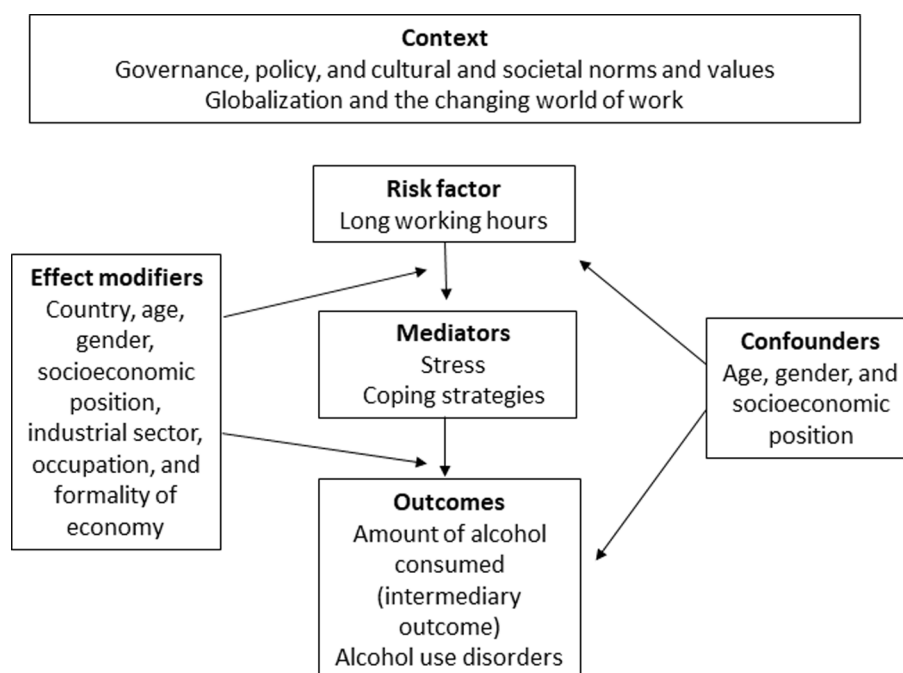 Context
Governance, policy, and cultural and societal norms and values
Globalization and the changing world of work
Risk factor
Long working hours
Effect modifiers
Country, age,
gender,
socioeconomic
position,
industrial sector,
occupation, and
formality of
economy
Mediators
Stress
Coping strategies
Confounders
Age, gender, and
socioeconomic
position
Outcomes
Amount of alcohol
consumed
(intermediary
outcome)
Alcohol use disorders